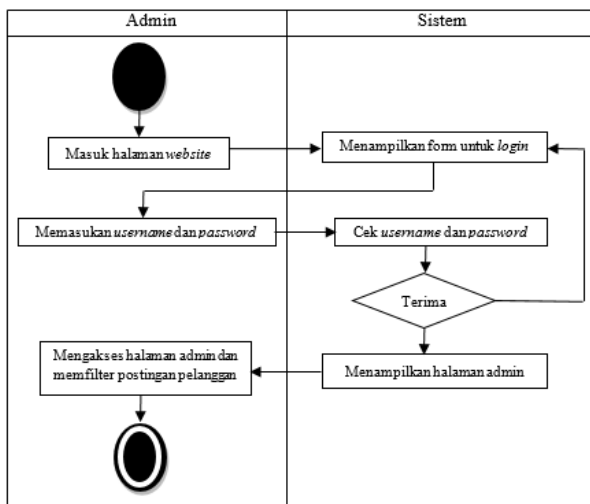 Admin
Sistem
Masuk halaman website
Menampilkan form untuk login
Memasukan username dan password
Cek username dan password
Terima
Mengakses halaman admin dan
memfilter postingan pelanggan
Menampilkan halaman admin